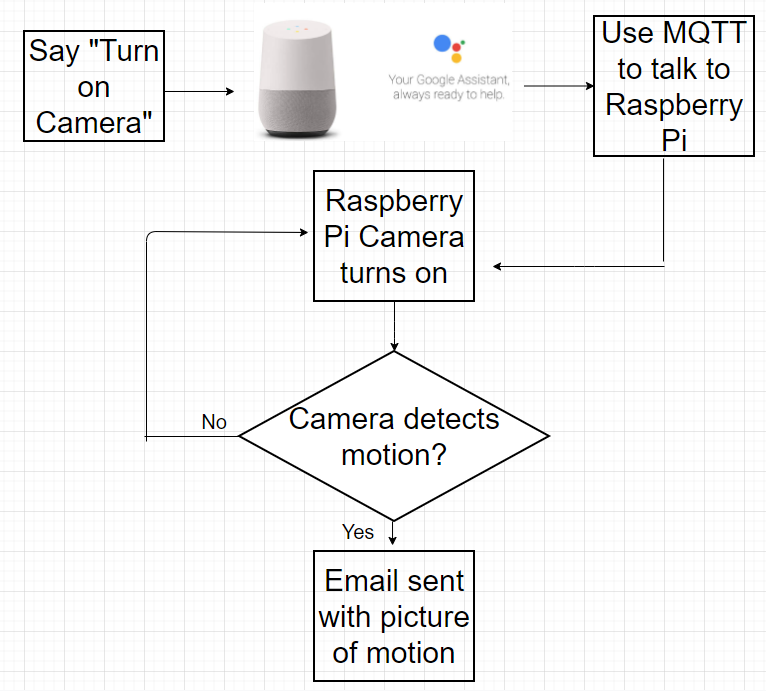 Say "Turn
on
Camera"
Your Google Assistant,
always ready to help.
Use MQTT
to talk to
Raspberry
Pi
Raspberry
Pi Camera
turns on
No
Camera detects
motion?
Yes
Email sent
with picture
of motion